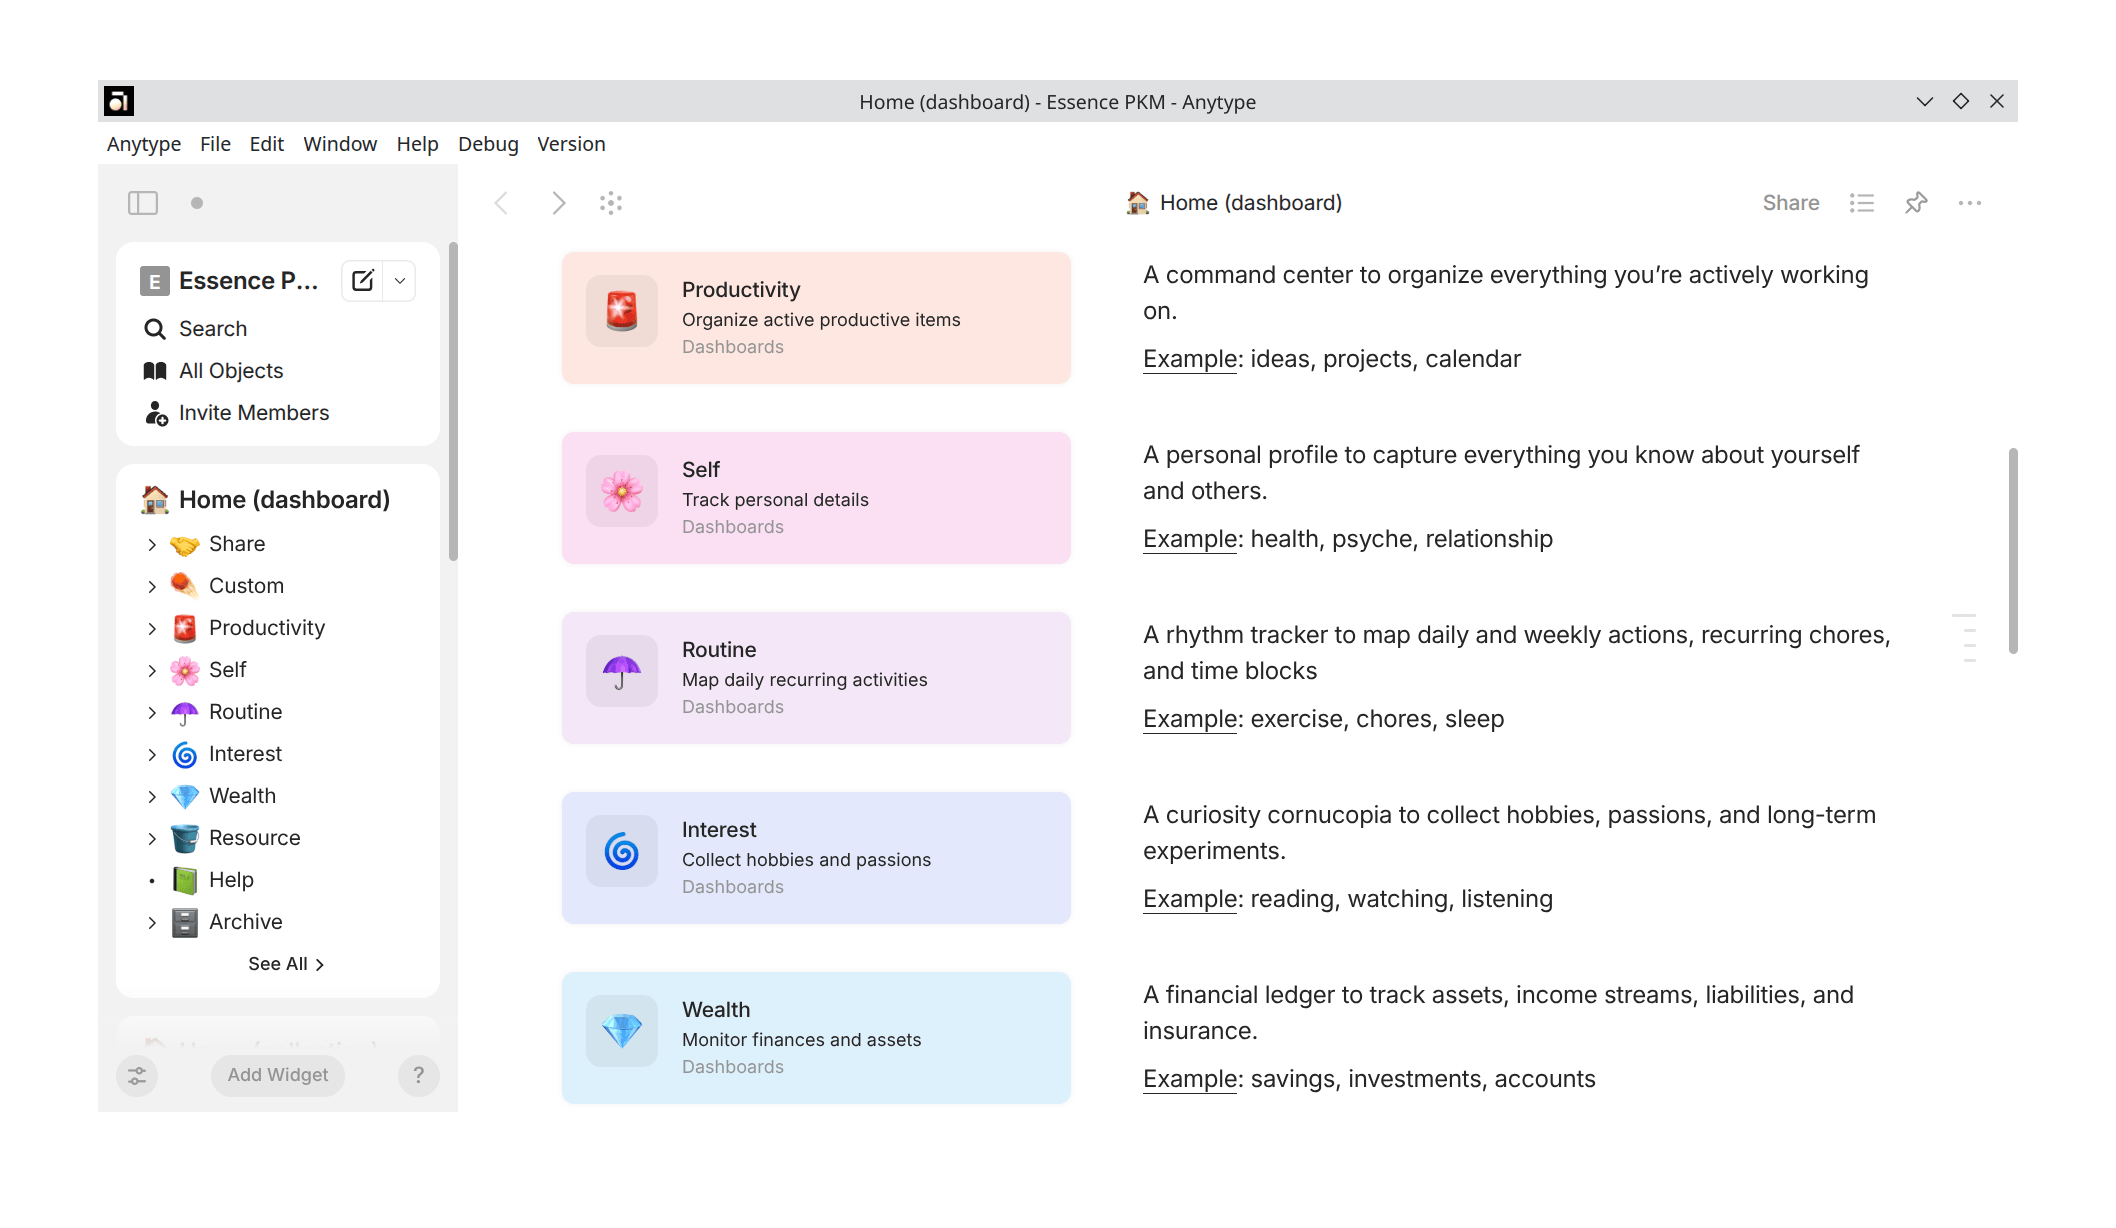 Home (dashboard) - Essence PKM - Anytype
Anytype File Edit Window Help Debug Version
E Essence P...
Search
All Objects
Invite Members
Home (dashboard)
Share
Custom
Productivity
Self
Routine
Interest
Wealth
Resource
Help
Archive
See All
Add Widget
?
Home (dashboard)
Share
Productivity
Organize active productive items
Dashboards
A command center to organize everything you’re actively working
on.
Example: ideas, projects, calendar
Self
Track personal details
Dashboards
A personal profile to capture everything you know about yourself
and others.
Example: health, psyche, relationship
Routine
Map daily recurring activities
Dashboards
A rhythm tracker to map daily and weekly actions, recurring chores,
and time blocks
Example: exercise, chores, sleep
Interest
Collect hobbies and passions
Dashboards
A curiosity cornucopia to collect hobbies, passions, and long-term
experiments.
Example: reading, watching, listening
Wealth
Monitor finances and assets
Dashboards
A financial ledger to track assets, income streams, liabilities, and
insurance.
Example: savings, investments, accounts